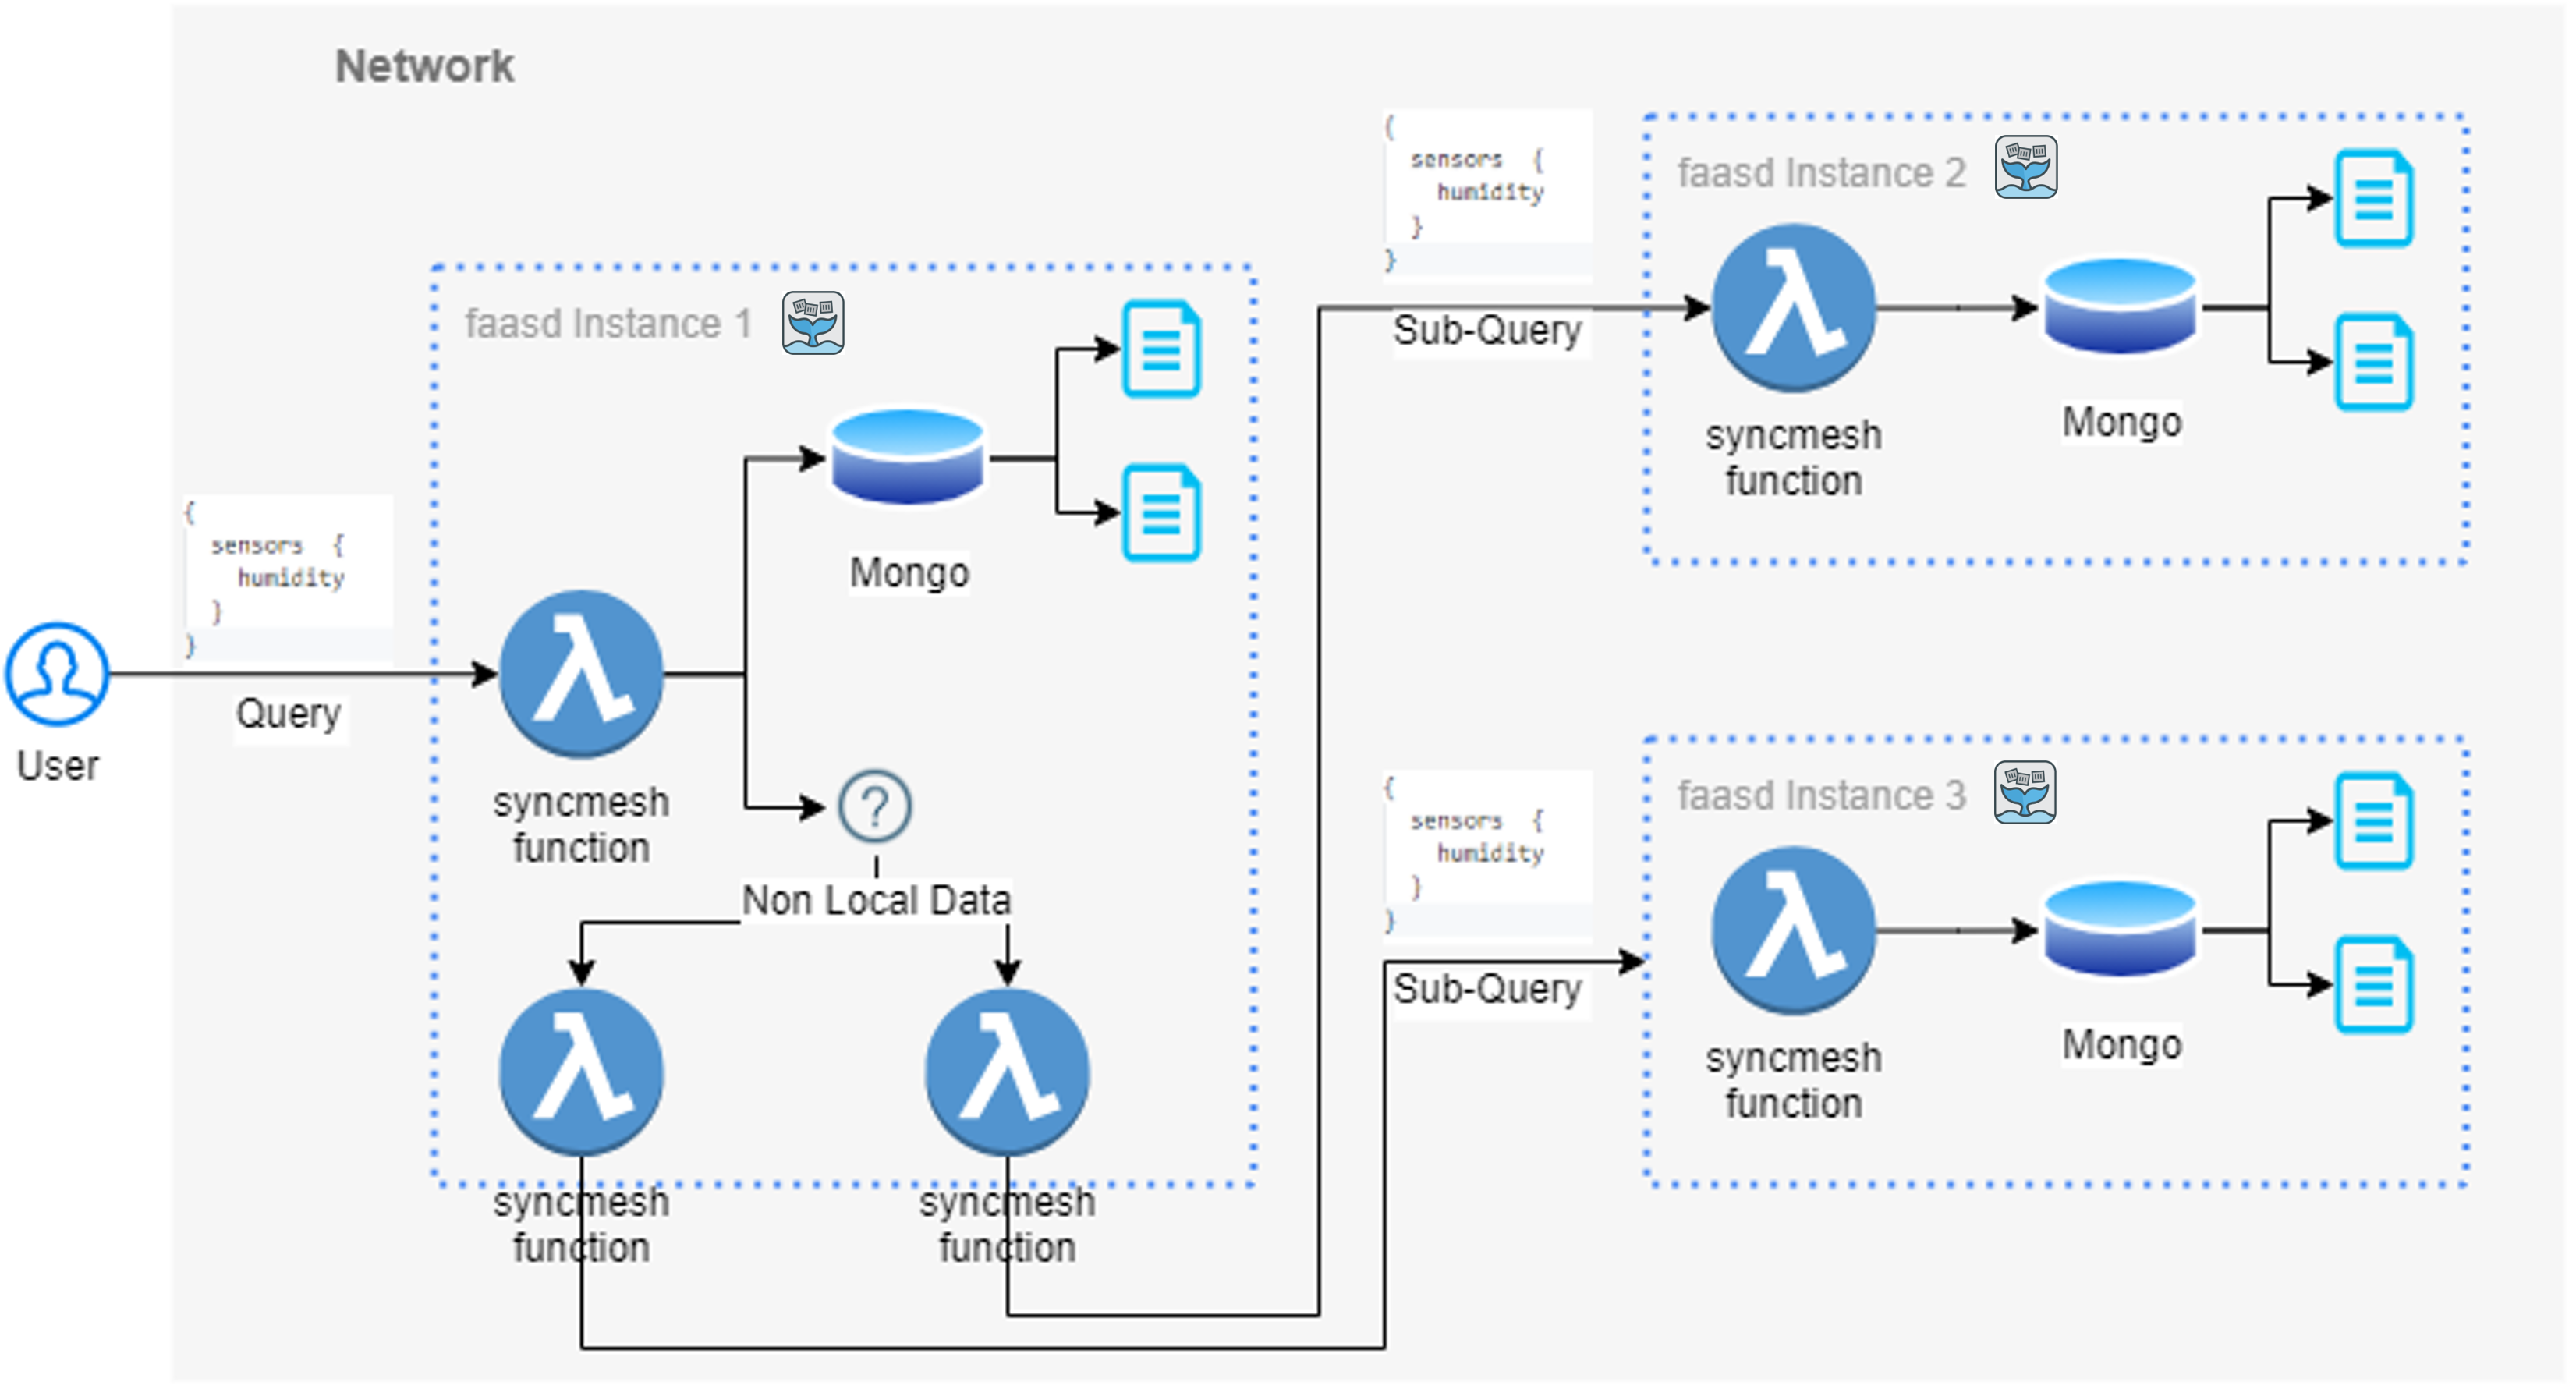 Network
{
sensors {
humidity
}
}
Query
User
faasd Instance 1
Mongo
syncmesh
function
?
Non Local Data
syncmesh
function
syncmesh
function
{
sensors {
humidity
}
}
Sub-Query
faasd Instance 2
syncmesh
function
Mongo
{
sensors {
humidity
}
}
Sub-Query
faasd Instance 3
syncmesh
function
Mongo